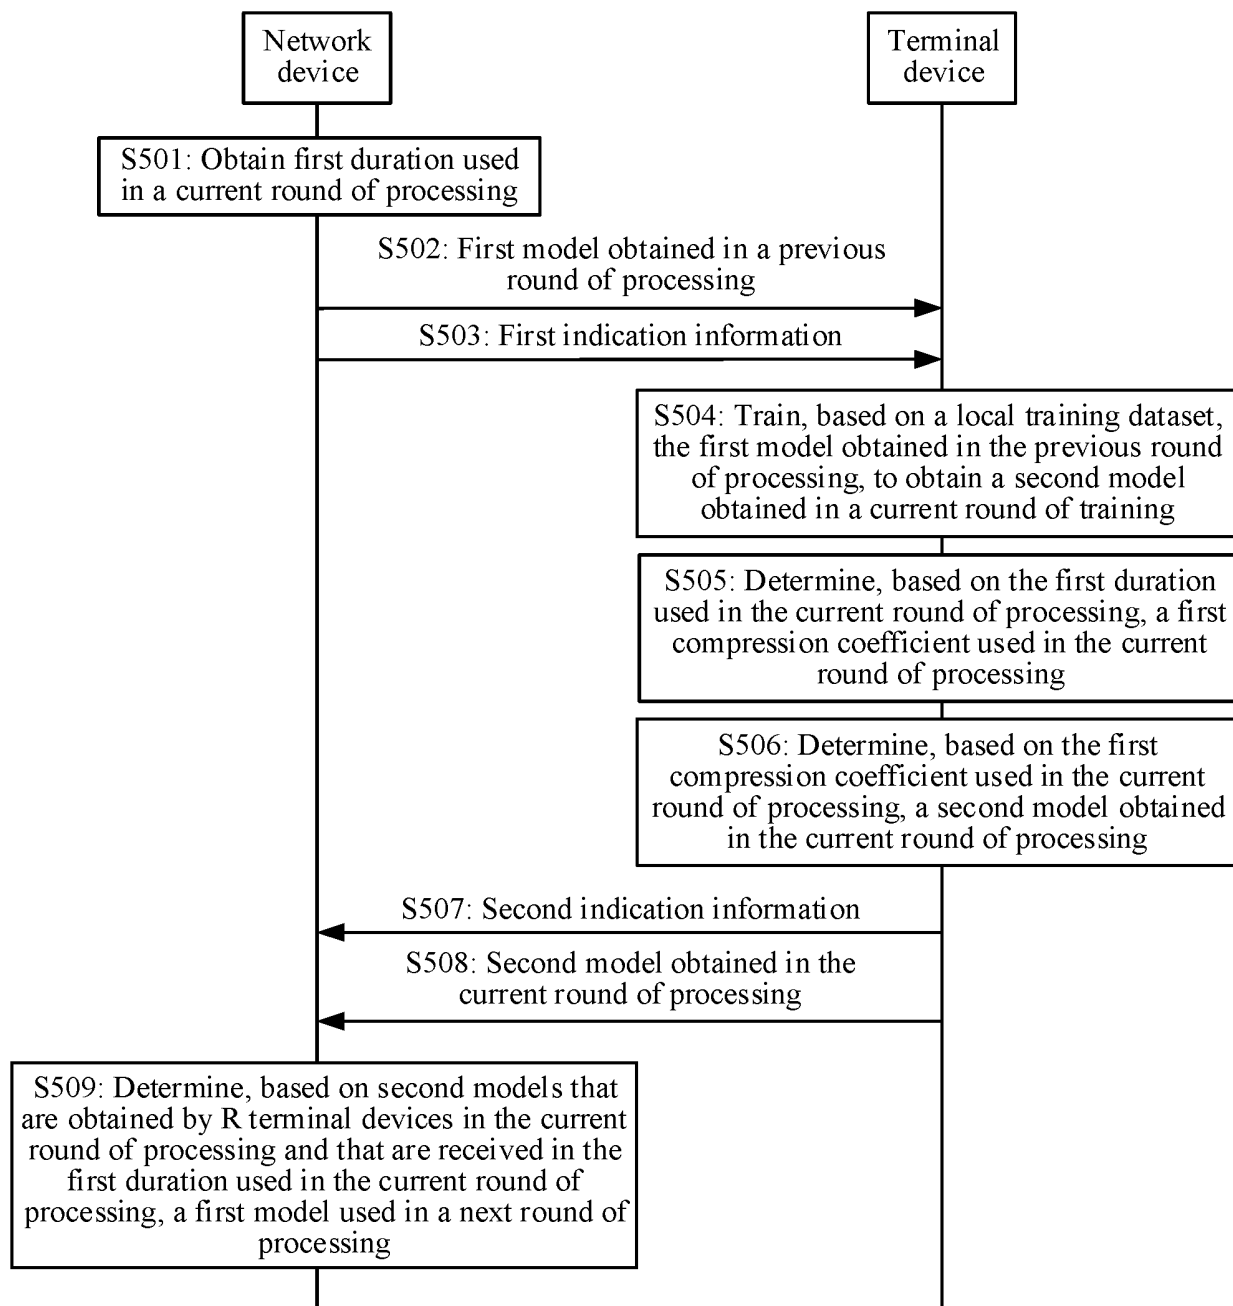 Network
device
Terminal
device
S501: Obtain first duration used
in a current round of processing
S502: First model obtained in a previous
round of processing
S503: First indication information
S504: Train, based on a local training dataset,
the first model obtained in the previous round
of processing, to obtain a second model
obtained in a current round of training
S505: Determine, based on the first duration
used in the current round of processing, a first
compression coefficient used in the current
round of processing
S506: Determine, based on the first
compression coefficient used in the current
round of processing, a second model obtained
in the current round of processing
S507: Second indication information
S508: Second model obtained in the
current round of processing
S509: Determine, based on second models that
are obtained by R terminal devices in the current
round of processing and that are received in the
first duration used in the current round of
processing, a first model used in a next round of
processing